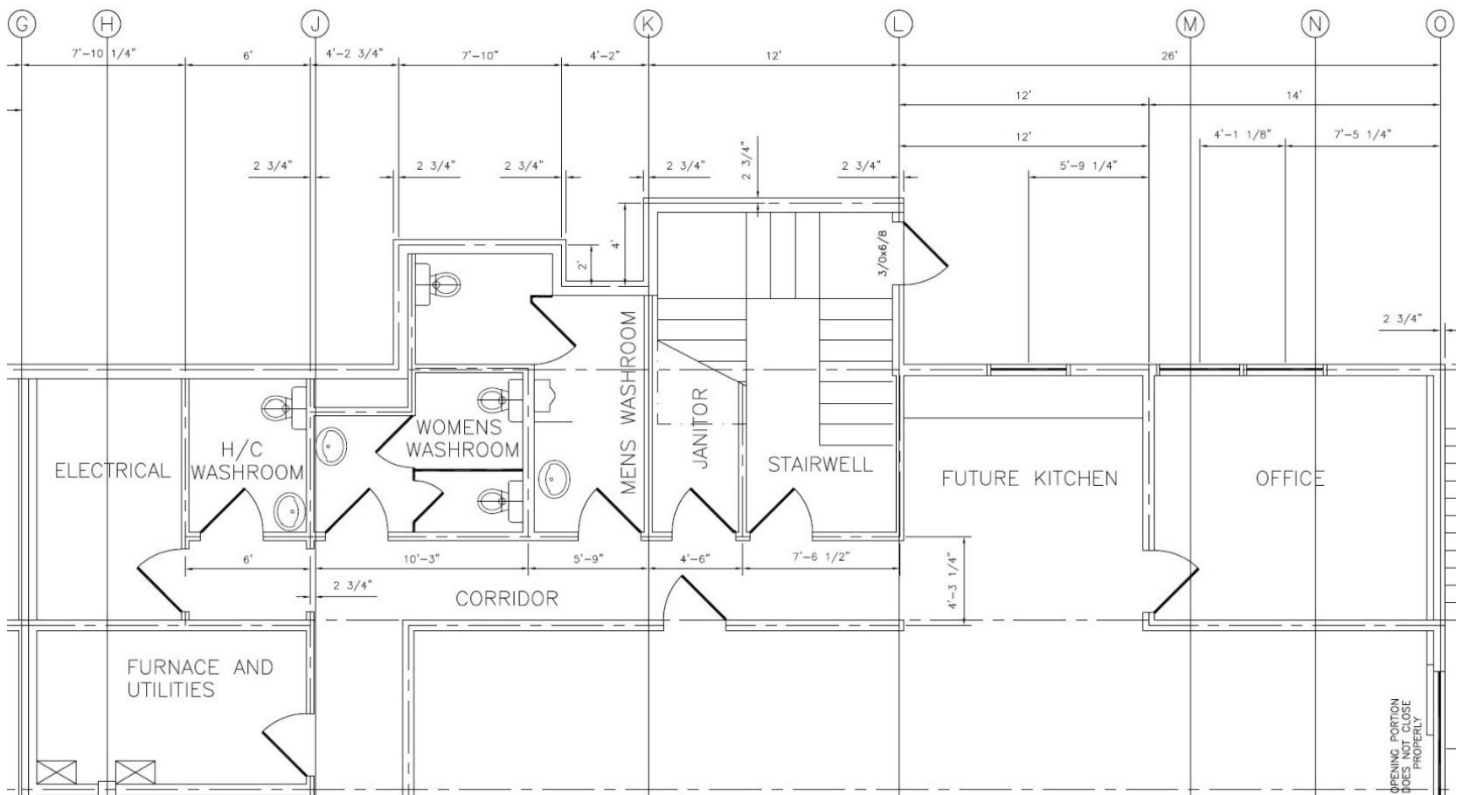 G H J K L M N O
7'-10 1/4" 6' 4'-2 3/4" 7'-10" 4'-2" 12' 26'
12' 14'
12' 4'-1 1/8" 7'-5 1/4"
2 3/4" 2 3/4" 2 3/4" 2 3/4" 2 3/4" 2 3/4" 5'-9 1/4"
4'
2'
3/0x6/8
2 3/4"
MENS WASHROOM
JANITOR
WOMENS
WASHROOM
H/C
WASHROOM
ELECTRICAL
STAIRWELL
FUTURE KITCHEN
OFFICE
6' 10'-3" 5'-9" 4'-6" 7'-6 1/2"
4'-3 1/4"
2 3/4"
CORRIDOR
FURNACE AND
UTILITIES
OPENING PORTION
DOES NOT CLOSE
PROPERLY